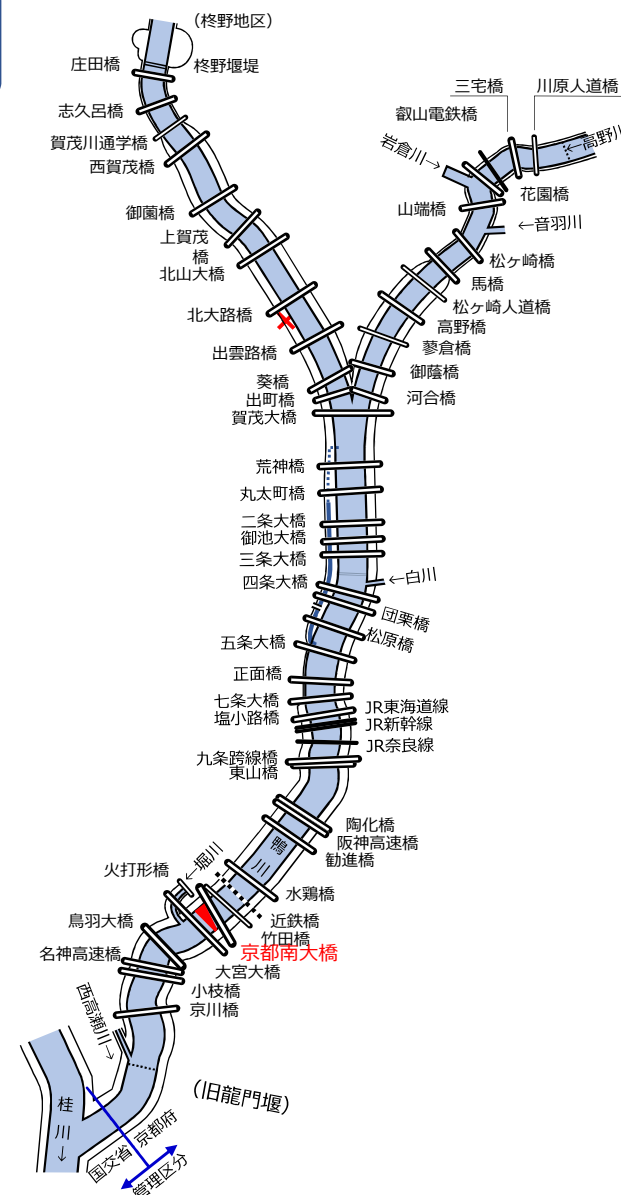 (柊野地区)
庄田橋
柊野堰堤
三宅橋
川原人道橋
志久呂橋
叡山電鉄橋
賀茂川通学橋
←高野川
西賀茂橋
岩倉川→
花園橋
御薗橋
山端橋
←音羽川
上賀茂
橋
松ヶ崎橋
北山大橋
馬橋
松ヶ崎人道橋
北大路橋
高野橋
出雲路橋
蓼倉橋
御蔭橋
葵橋
出町橋
河合橋
賀茂大橋
荒神橋
丸太町橋
二条大橋
御池大橋
三条大橋
四条大橋
←白川
団栗橋
松原橋
五条大橋
正面橋
七条大橋
JR東海道線
塩小路橋
JR新幹線
JR奈良線
九条跨線橋
東山橋
陶化橋
阪神高速橋
勧進橋
鴨川
火打形橋
←堀川
水鶏橋
鳥羽大橋
近鉄橋
竹田橋
京都南大橋
名神高速橋
大宮大橋
小枝橋
京川橋
西高瀬川→
(旧龍門堰)
桂川→
国交省 京都府
管理区分